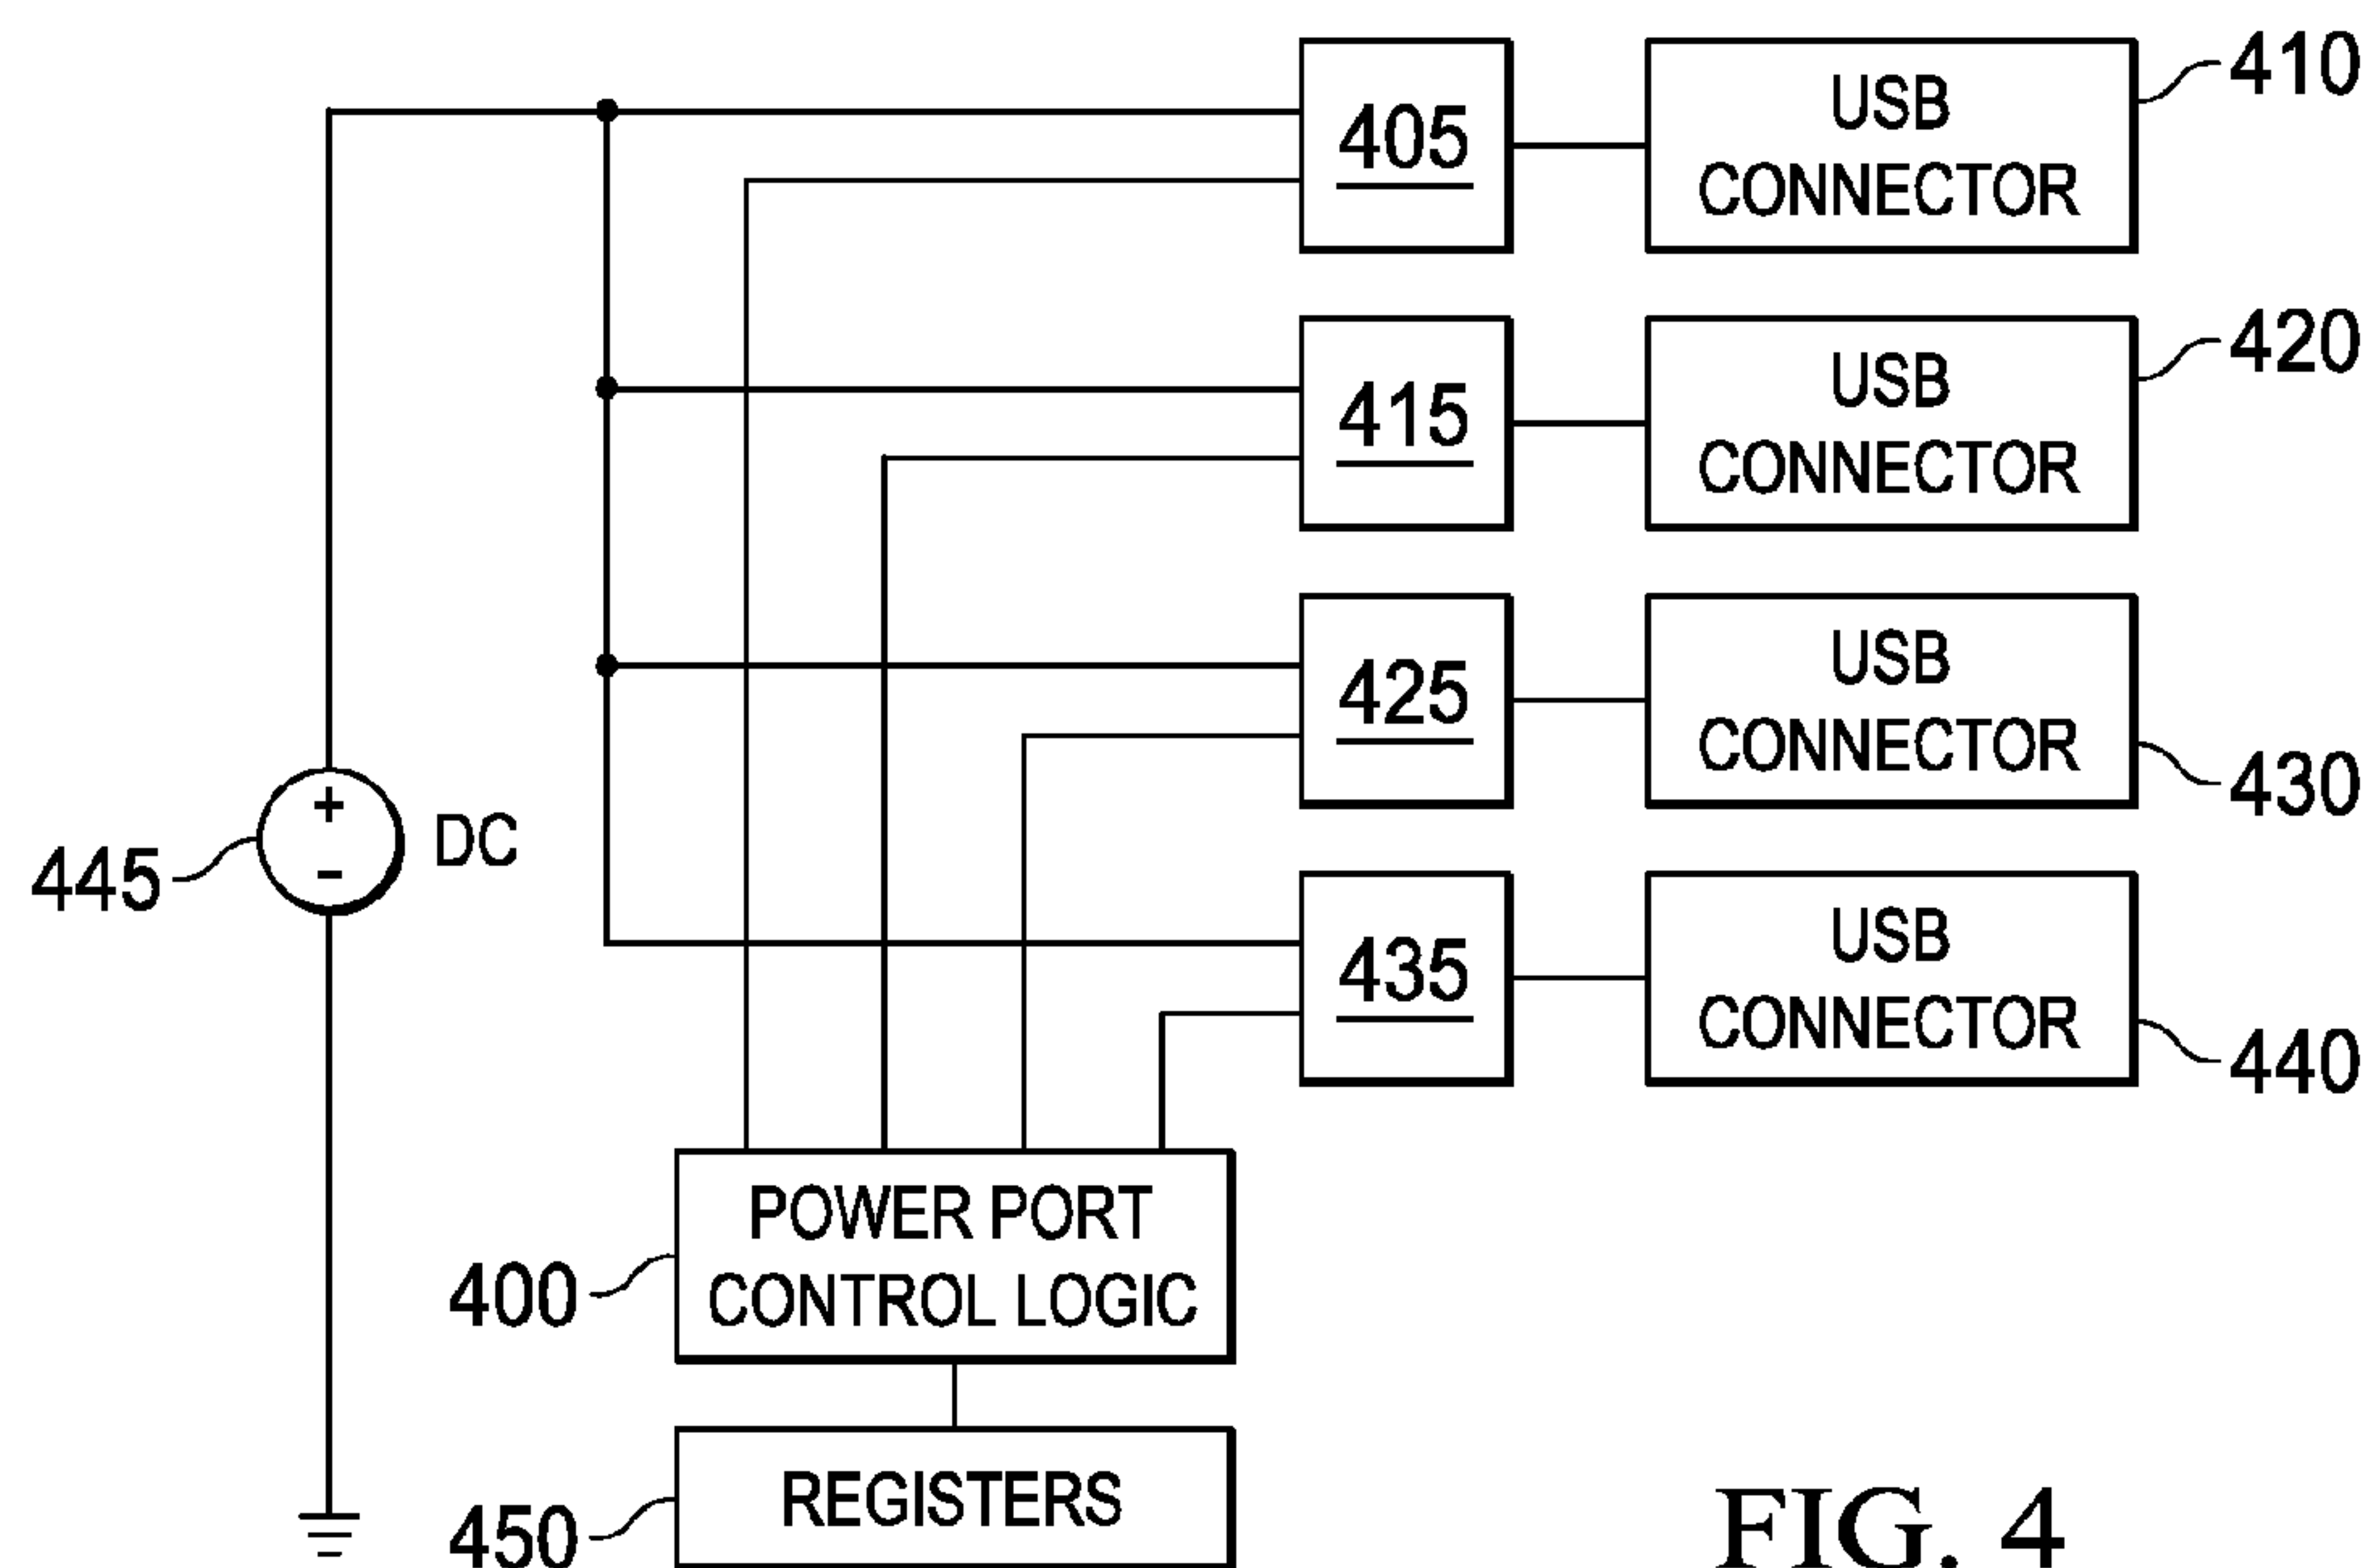 405
USB
CONNECTOR
410
415
USB
CONNECTOR
420
425
USB
CONNECTOR
430
435
USB
CONNECTOR
440
445
+
-
DC
400
POWER PORT
CONTROL LOGIC
450
REGISTERS
FIG. 4